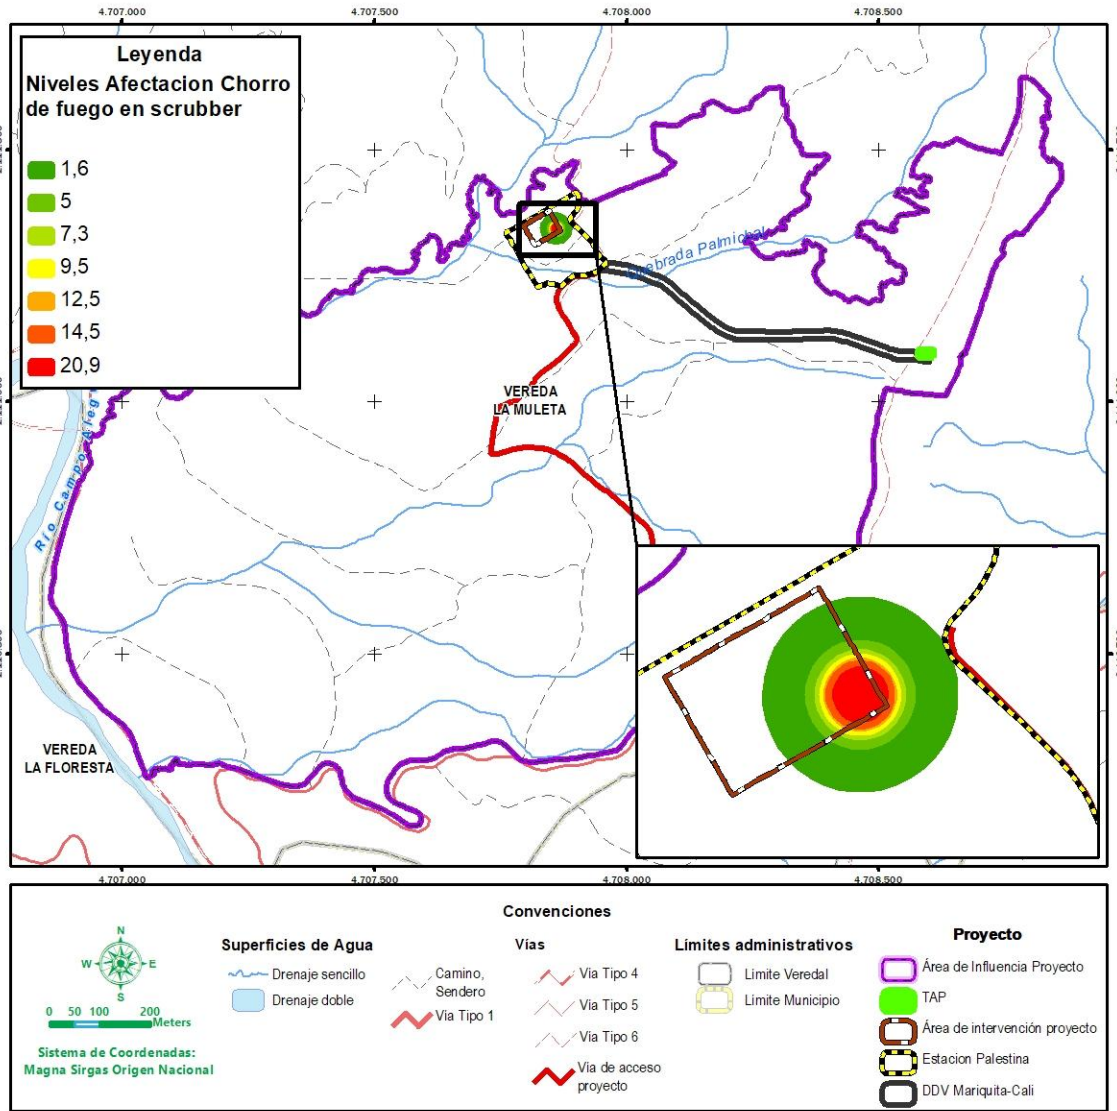 4.707.000
4.707.500
4.708.000
4.708.500
Leyenda
Niveles Afectacion Chorro
de fuego en scrubber
1,6
5
7,3
9,5
12,5
14,5
20,9
Quebrada Palmichal
VEREDA
LA MULETA
Río Campo Aleg
VEREDA
LA FLORESTA
4.707.000
4.707.500
4.708.000
4.708.500
Convenciones
N
W
E
S
0 50 100 200
Meters
Sistema de Coordenadas:
Magna Sirgas Origen Nacional
Superficies de Agua
Drenaje sencillo
Drenaje doble
Camino,
Sendero
Via Tipo 1
Vías
Via Tipo 4
Via Tipo 5
Via Tipo 6
Via de acceso
proyecto
Límites administrativos
Limite Veredal
Limite Municipio
Proyecto
Área de Influencia Proyecto
TAP
Área de intervención proyecto
Estacion Palestina
DDV Mariquita-Cali